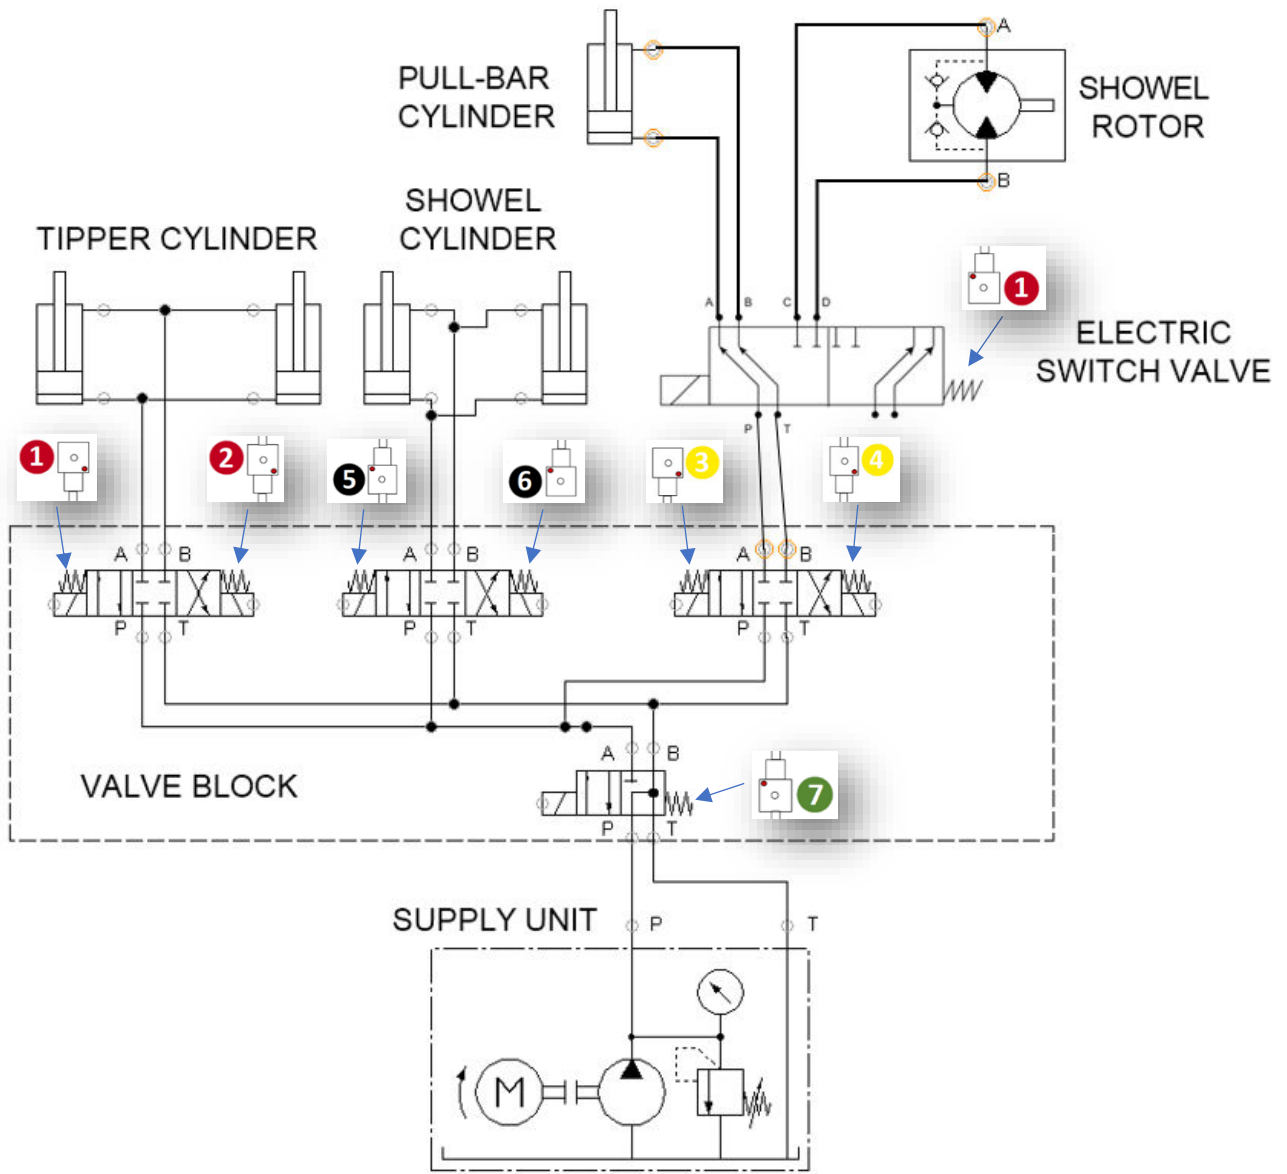 PULL-BAR
CYLINDER
A
SHOWEL
ROTOR
B
SHOWEL
CYLINDER
TIPPER CYLINDER
1
A B C D
ELECTRIC
SWITCH VALVE
P T
1
2
5
6
3
4
A B
A B
A B
P T
P T
P T
A B
VALVE BLOCK
7
P T
SUPPLY UNIT
P T
M